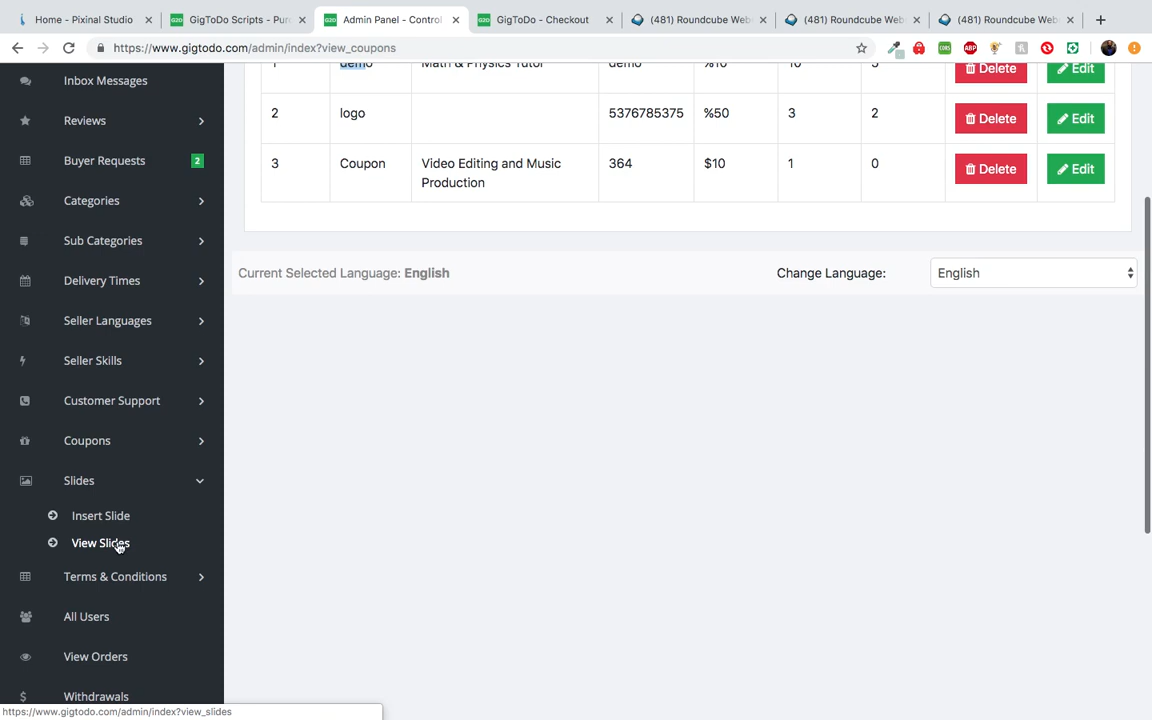 Home - Pixinal Studio
GigToDo Scripts - Pur
Admin Panel - Control
GigToDo - Checkout
(481) Roundcube Web
(481) Roundcube Web
(481) Roundcube Web
https://www.gigtodo.com/admin/index?view_coupons
1 demo Math & Physics Tutor demo %10 10 5 Delete Edit
2 logo 5376785375 %50 3 2 Delete Edit
3 Coupon Video Editing and Music 364 $10 1 0 Delete Edit
Production
Current Selected Language: English
Change Language:
English
Inbox Messages
Reviews
Buyer Requests 2
Categories
Sub Categories
Delivery Times
Seller Languages
Seller Skills
Customer Support
Coupons
Slides
Insert Slide
View Slides
Terms & Conditions
All Users
View Orders
Withdrawals
https://www.gigtodo.com/admin/index?view_slides